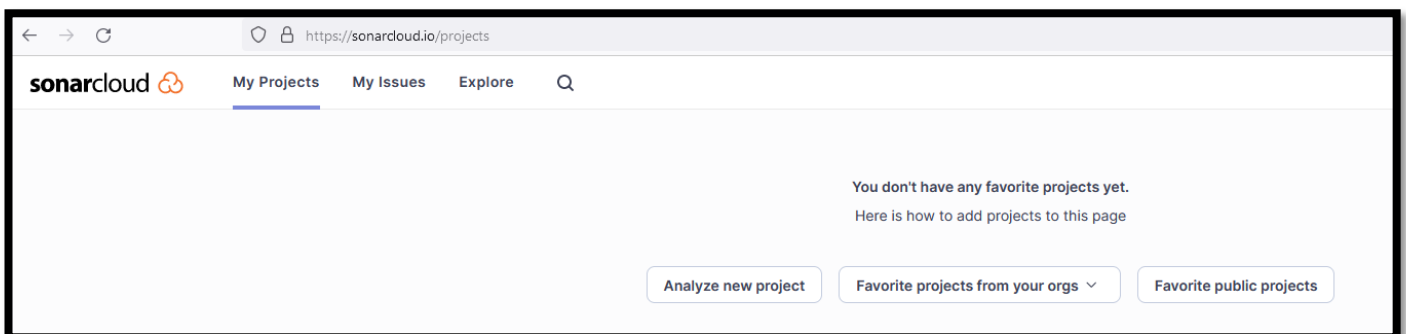 https://sonarcloud.io/projects
sonarcloud My Projects My Issues Explore
You don't have any favorite projects yet.
Here is how to add projects to this page
Analyze new project Favorite projects from your orgs Favorite public projects